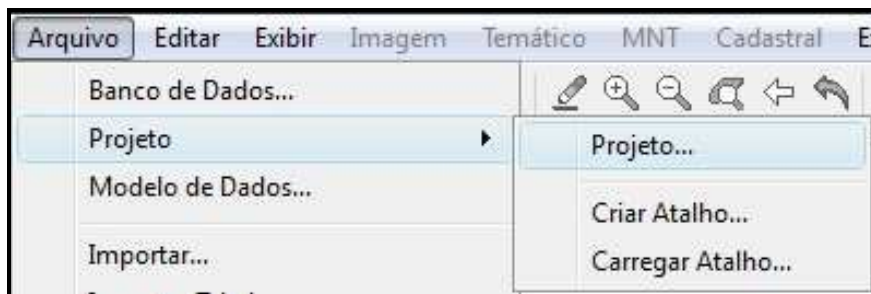 Arquivo Editar Exibir Imagem Temático MNT Cadastral
Banco de Dados...
Projeto
Projeto...
Modelo de Dados...
Criar Atalho...
Importar...
Carregar Atalho...